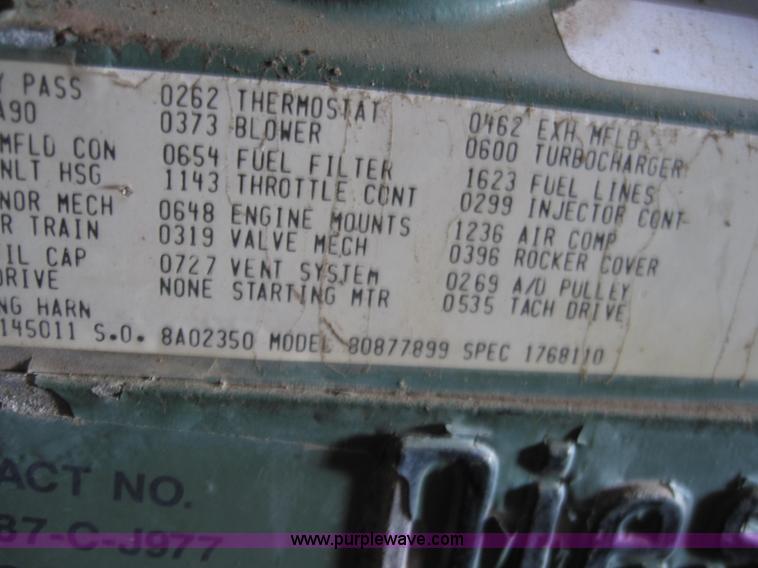 Y PASS 0262 THERMOSTAT 0462 EXH MFLD
A90 0373 BLOWER 0600 TURBOCHARGER
MFLD CON 0654 FUEL FILTER 1623 FUEL LINES
NLT HSG 1143 THROTTLE CONT 0299 INJECTOR CONT
NOR MECH 0648 ENGINE MOUNTS 1236 AIR COMP
R TRAIN 0319 VALVE MECH 0396 ROCKER COVER
IL CAP 0727 VENT SYSTEM 0269 A/D PULLEY
DRIVE NONE STARTING MTR 0535 TACH DRIVE
NG HARN
145011 S.O. 8A02350 MODEL 80877899 SPEC 1768110
ACT NO.
87-C-J977
Die
www.purplewave.com